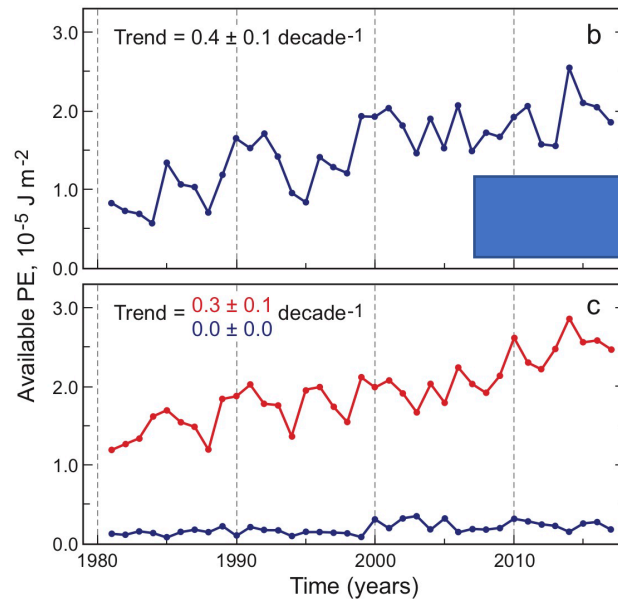 3.0
Trend = 0.4 ± 0.1 decade-1
b
2.0
1.0
0.0
Available PE, 10-5 J m-2
3.0
Trend = 0.3 ± 0.1 decade-1
0.0 ± 0.0
c
2.0
1.0
0.0
1980 1990 2000 2010
Time (years)